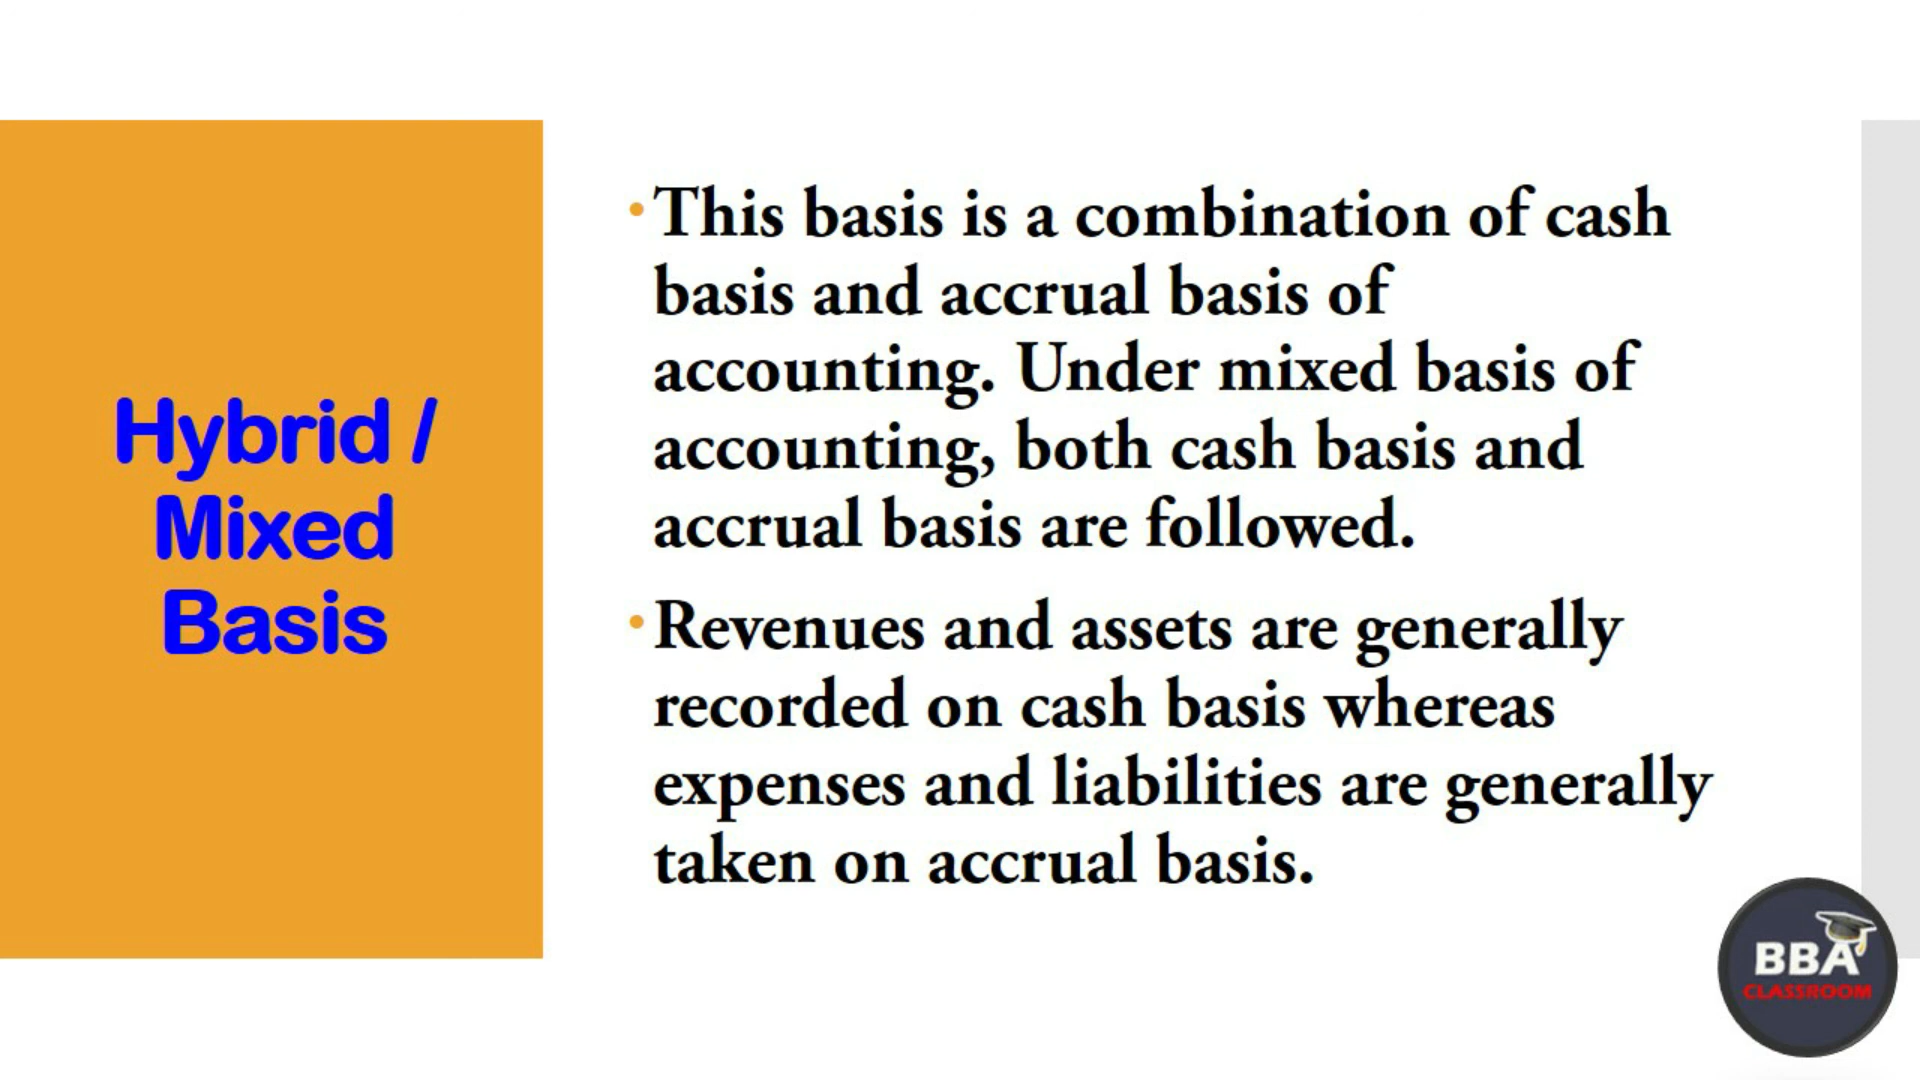 Hybrid /
Mixed
Basis
•This basis is a combination of cash
basis and accrual basis of
accounting. Under mixed basis of
accounting, both cash basis and
accrual basis are followed.
•Revenues and assets are generally
recorded on cash basis whereas
expenses and liabilities are generally
taken on accrual basis.
BBA
CLASSROOM